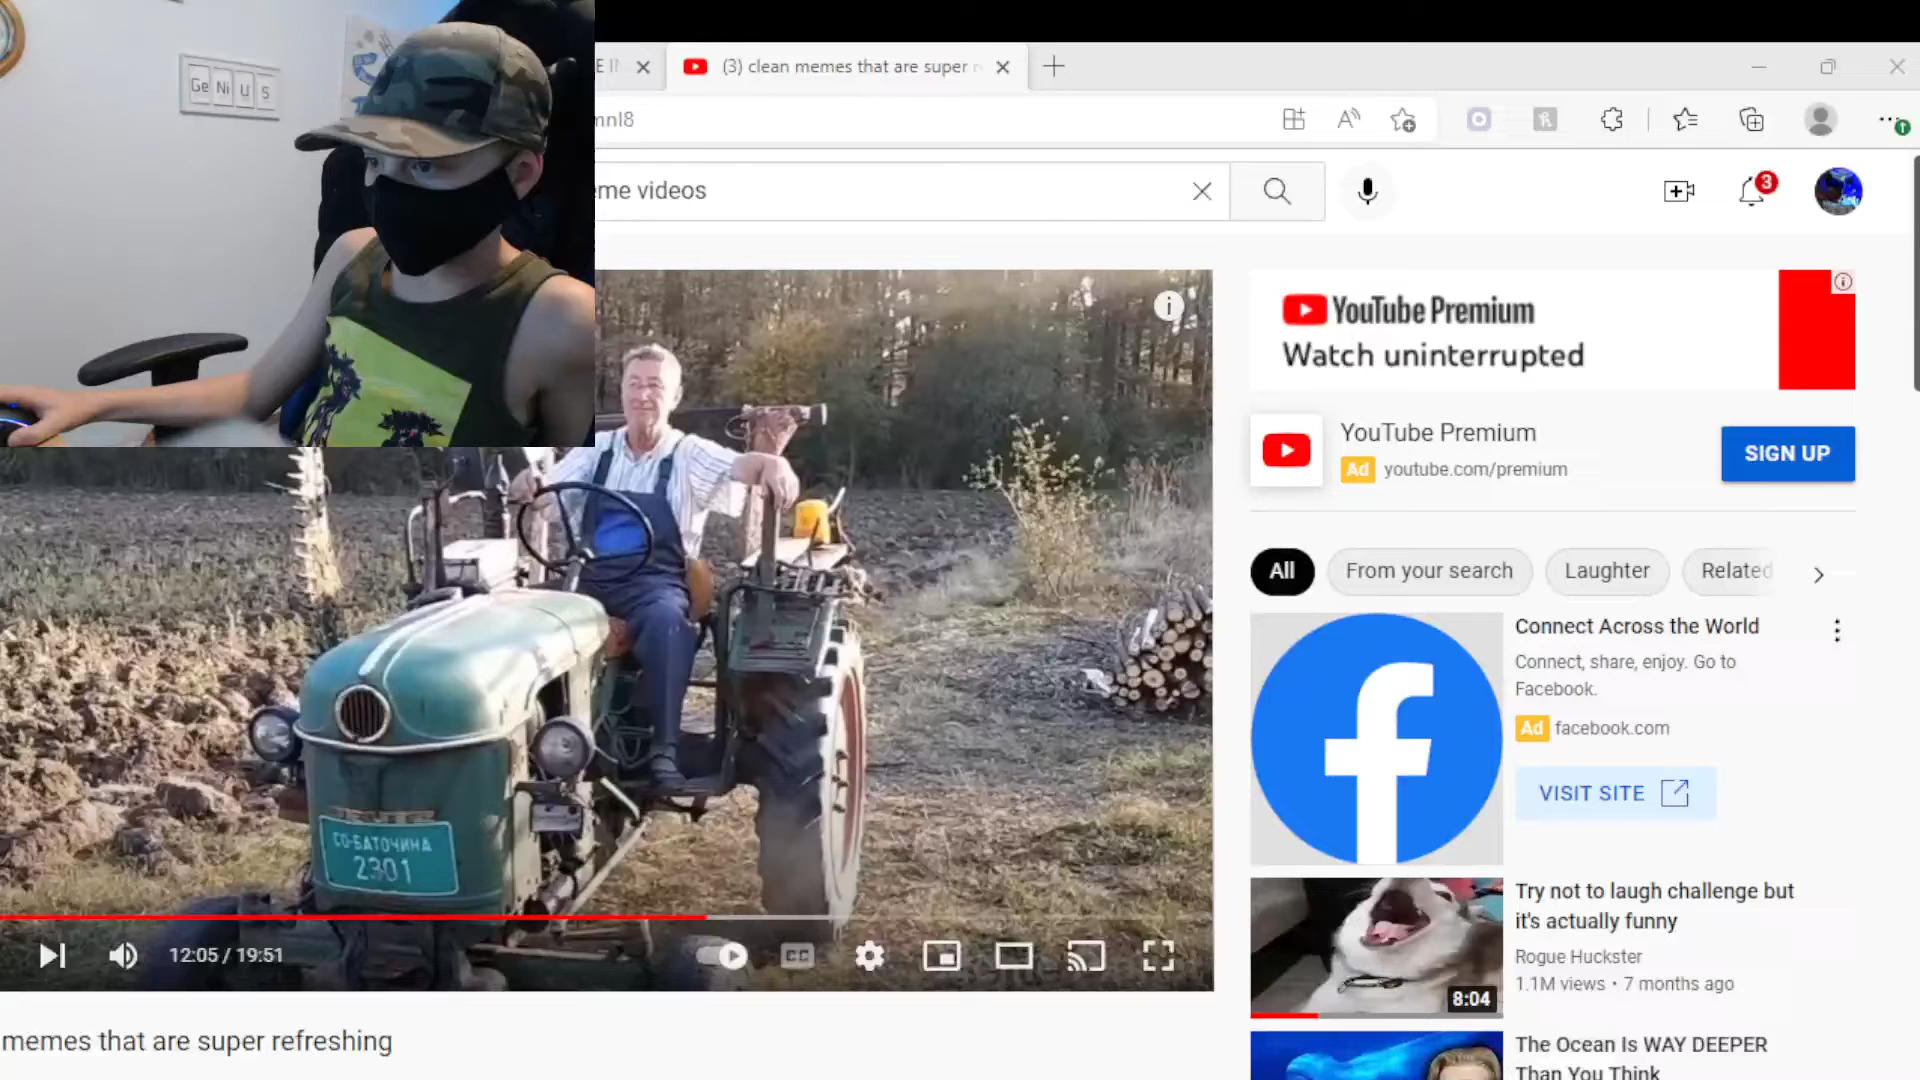 Ge Ni U S
(3) clean memes that are super
mnl8
eme videos
3
YouTube Premium
Watch uninterrupted
YouTube Premium
Ad youtube.com/premium
SIGN UP
All
From your search
Laughter
Related
Connect Across the World
Connect, share, enjoy. Go to
Facebook.
Ad facebook.com
VISIT SITE
СО-БАТОЧИНА
2301
Try not to laugh challenge but
it's actually funny
Rogue Huckster
1.1M views • 7 months ago
8:04
12:05 / 19:51
CC
memes that are super refreshing
The Ocean Is WAY DEEPER
Than You Think